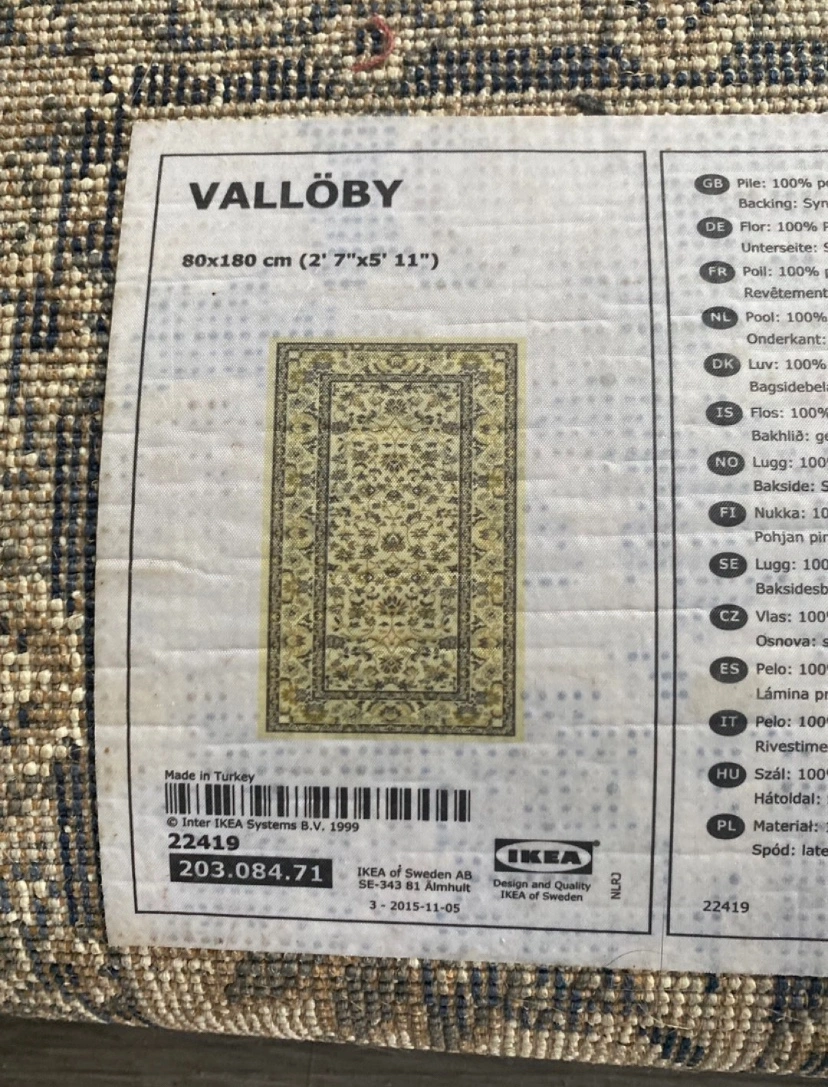 VALLÖBY
80x180 cm (2' 7"x5' 11")
Made in Turkey
© Inter IKEA Systems B.V. 1999
22419
203.084.71
IKEA of Sweden AB
SE-343 81 Älmhult
3 - 2015-11-05
IKEA®
Design and Quality
IKEA of Sweden
NLRJ
GB Pile: 100%
Backing:
DE Flor: 100%
Unterseite:
FR Poil: 100%
Revêtement
NL Pool: 100%
Onderkant:
DK Luv: 100%
IS Flos: 100%
Bakhlið:
NO Lugg:
Bakside:
FI Nukka:
Pohjan
SE Lugg:
CZ Vlas:
Osnova:
ES Pelo:
Lámina
IT Pelo:
HU Szál:
Hátoldal:
PL Materiał:
Spód:
22419